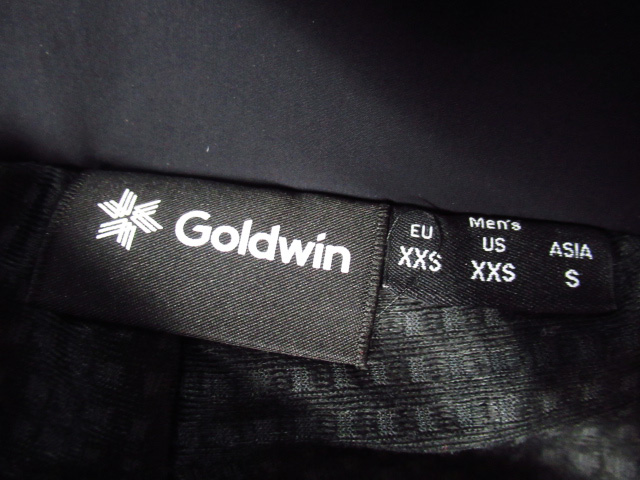 Goldwin
Men's
EU US ASIA
XXS XXS S